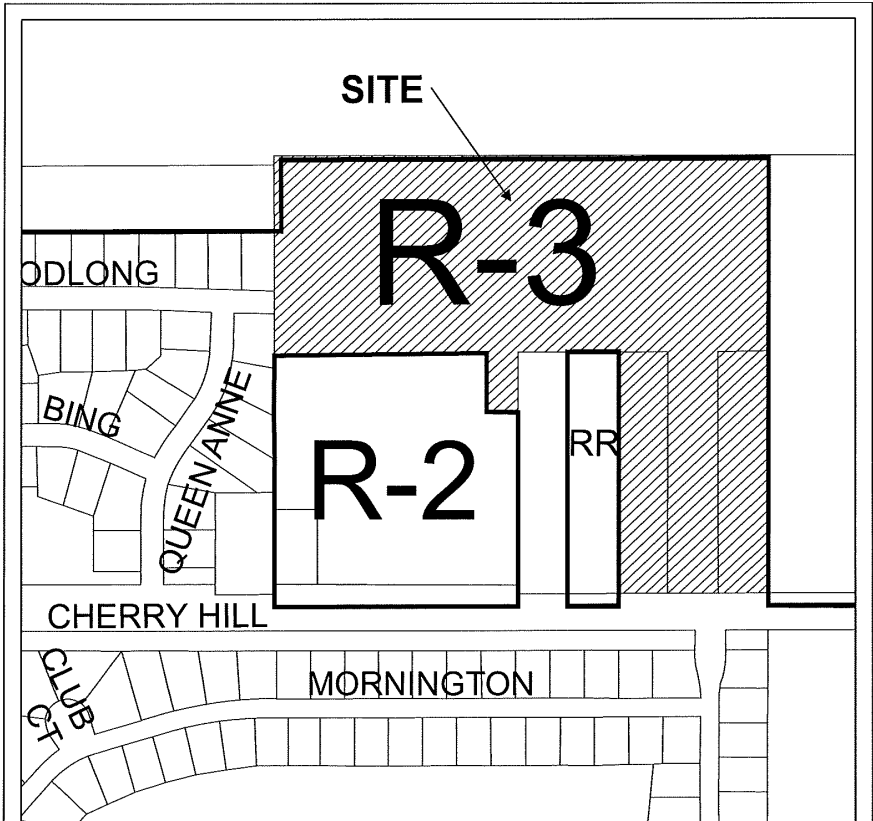 SITE
R-3
ODLONG
BING
QUEEN ANNE
R-2
RR
CHERRY HILL
CLUB
CT
MORNINGTON